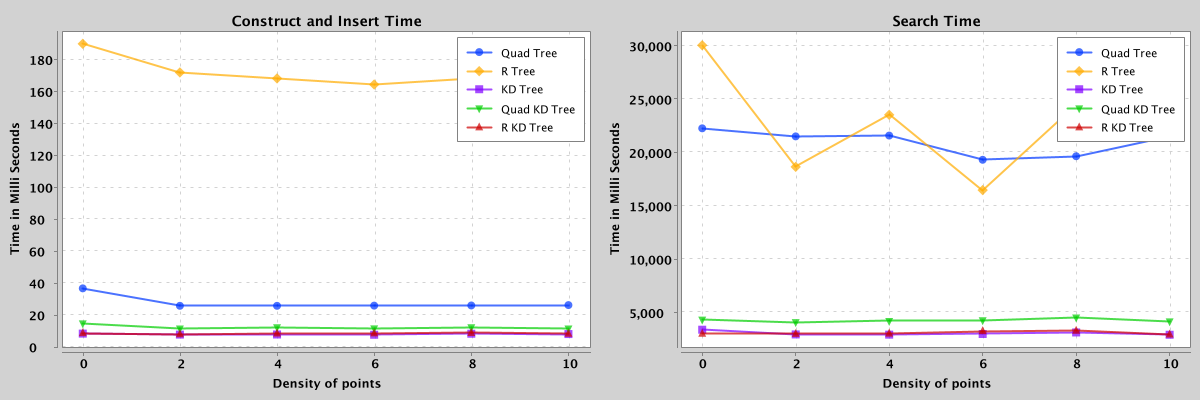 Construct and Insert Time
Time in Milli Seconds
180
160
140
120
100
80
60
40
20
0
0 2 4 6 8 10
Density of points
Quad Tree
R Tree
KD Tree
Quad KD Tree
R KD Tree
Search Time
Time in Milli Seconds
30,000
25,000
20,000
15,000
10,000
5,000
0 2 4 6 8 10
Density of points
Quad Tree
R Tree
KD Tree
Quad KD Tree
R KD Tree